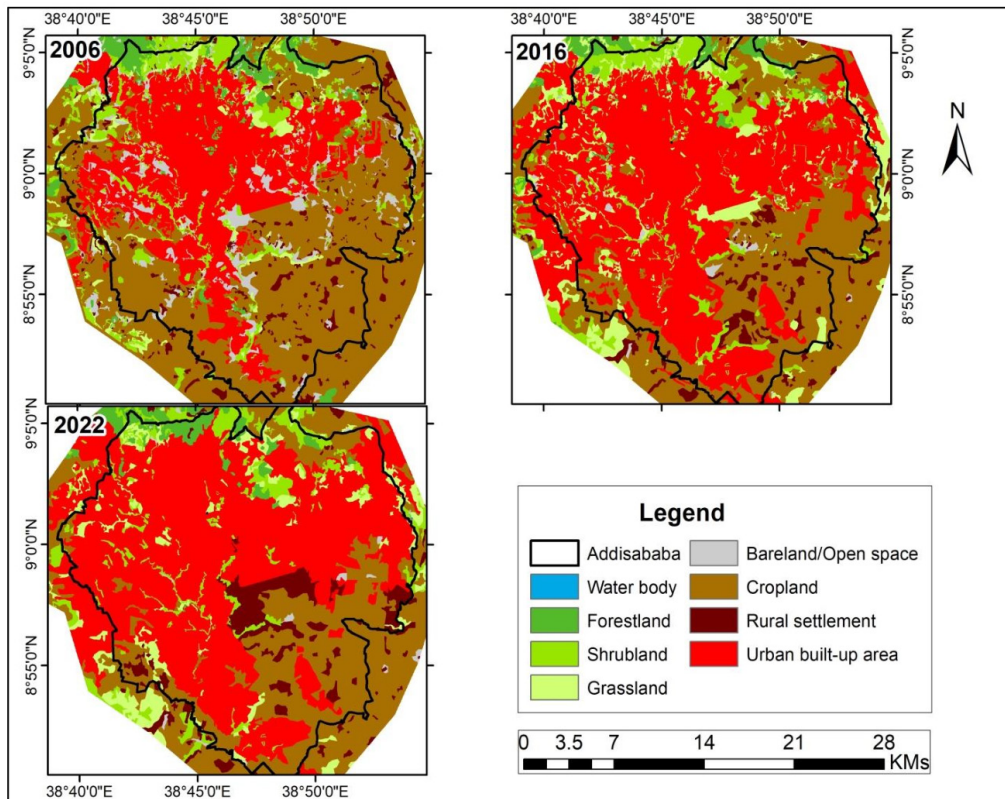 38°40'0"E 38°45'0"E 38°50'0"E 38°40'0"E 38°45'0"E 38°50'0"E
2006
2016
9°5'0"N
9°0'0"N
8°55'0"N
9°5'0"N
9°0'0"N
8°55'0"N
N
2022
9°5'0"N
9°0'0"N
8°55'0"N
38°40'0"E 38°45'0"E 38°50'0"E
Legend
Addisababa
Water body
Forestland
Shrubland
Grassland
Bareland/Open space
Cropland
Rural settlement
Urban built-up area
0 3.5 7 14 21 28
KMs